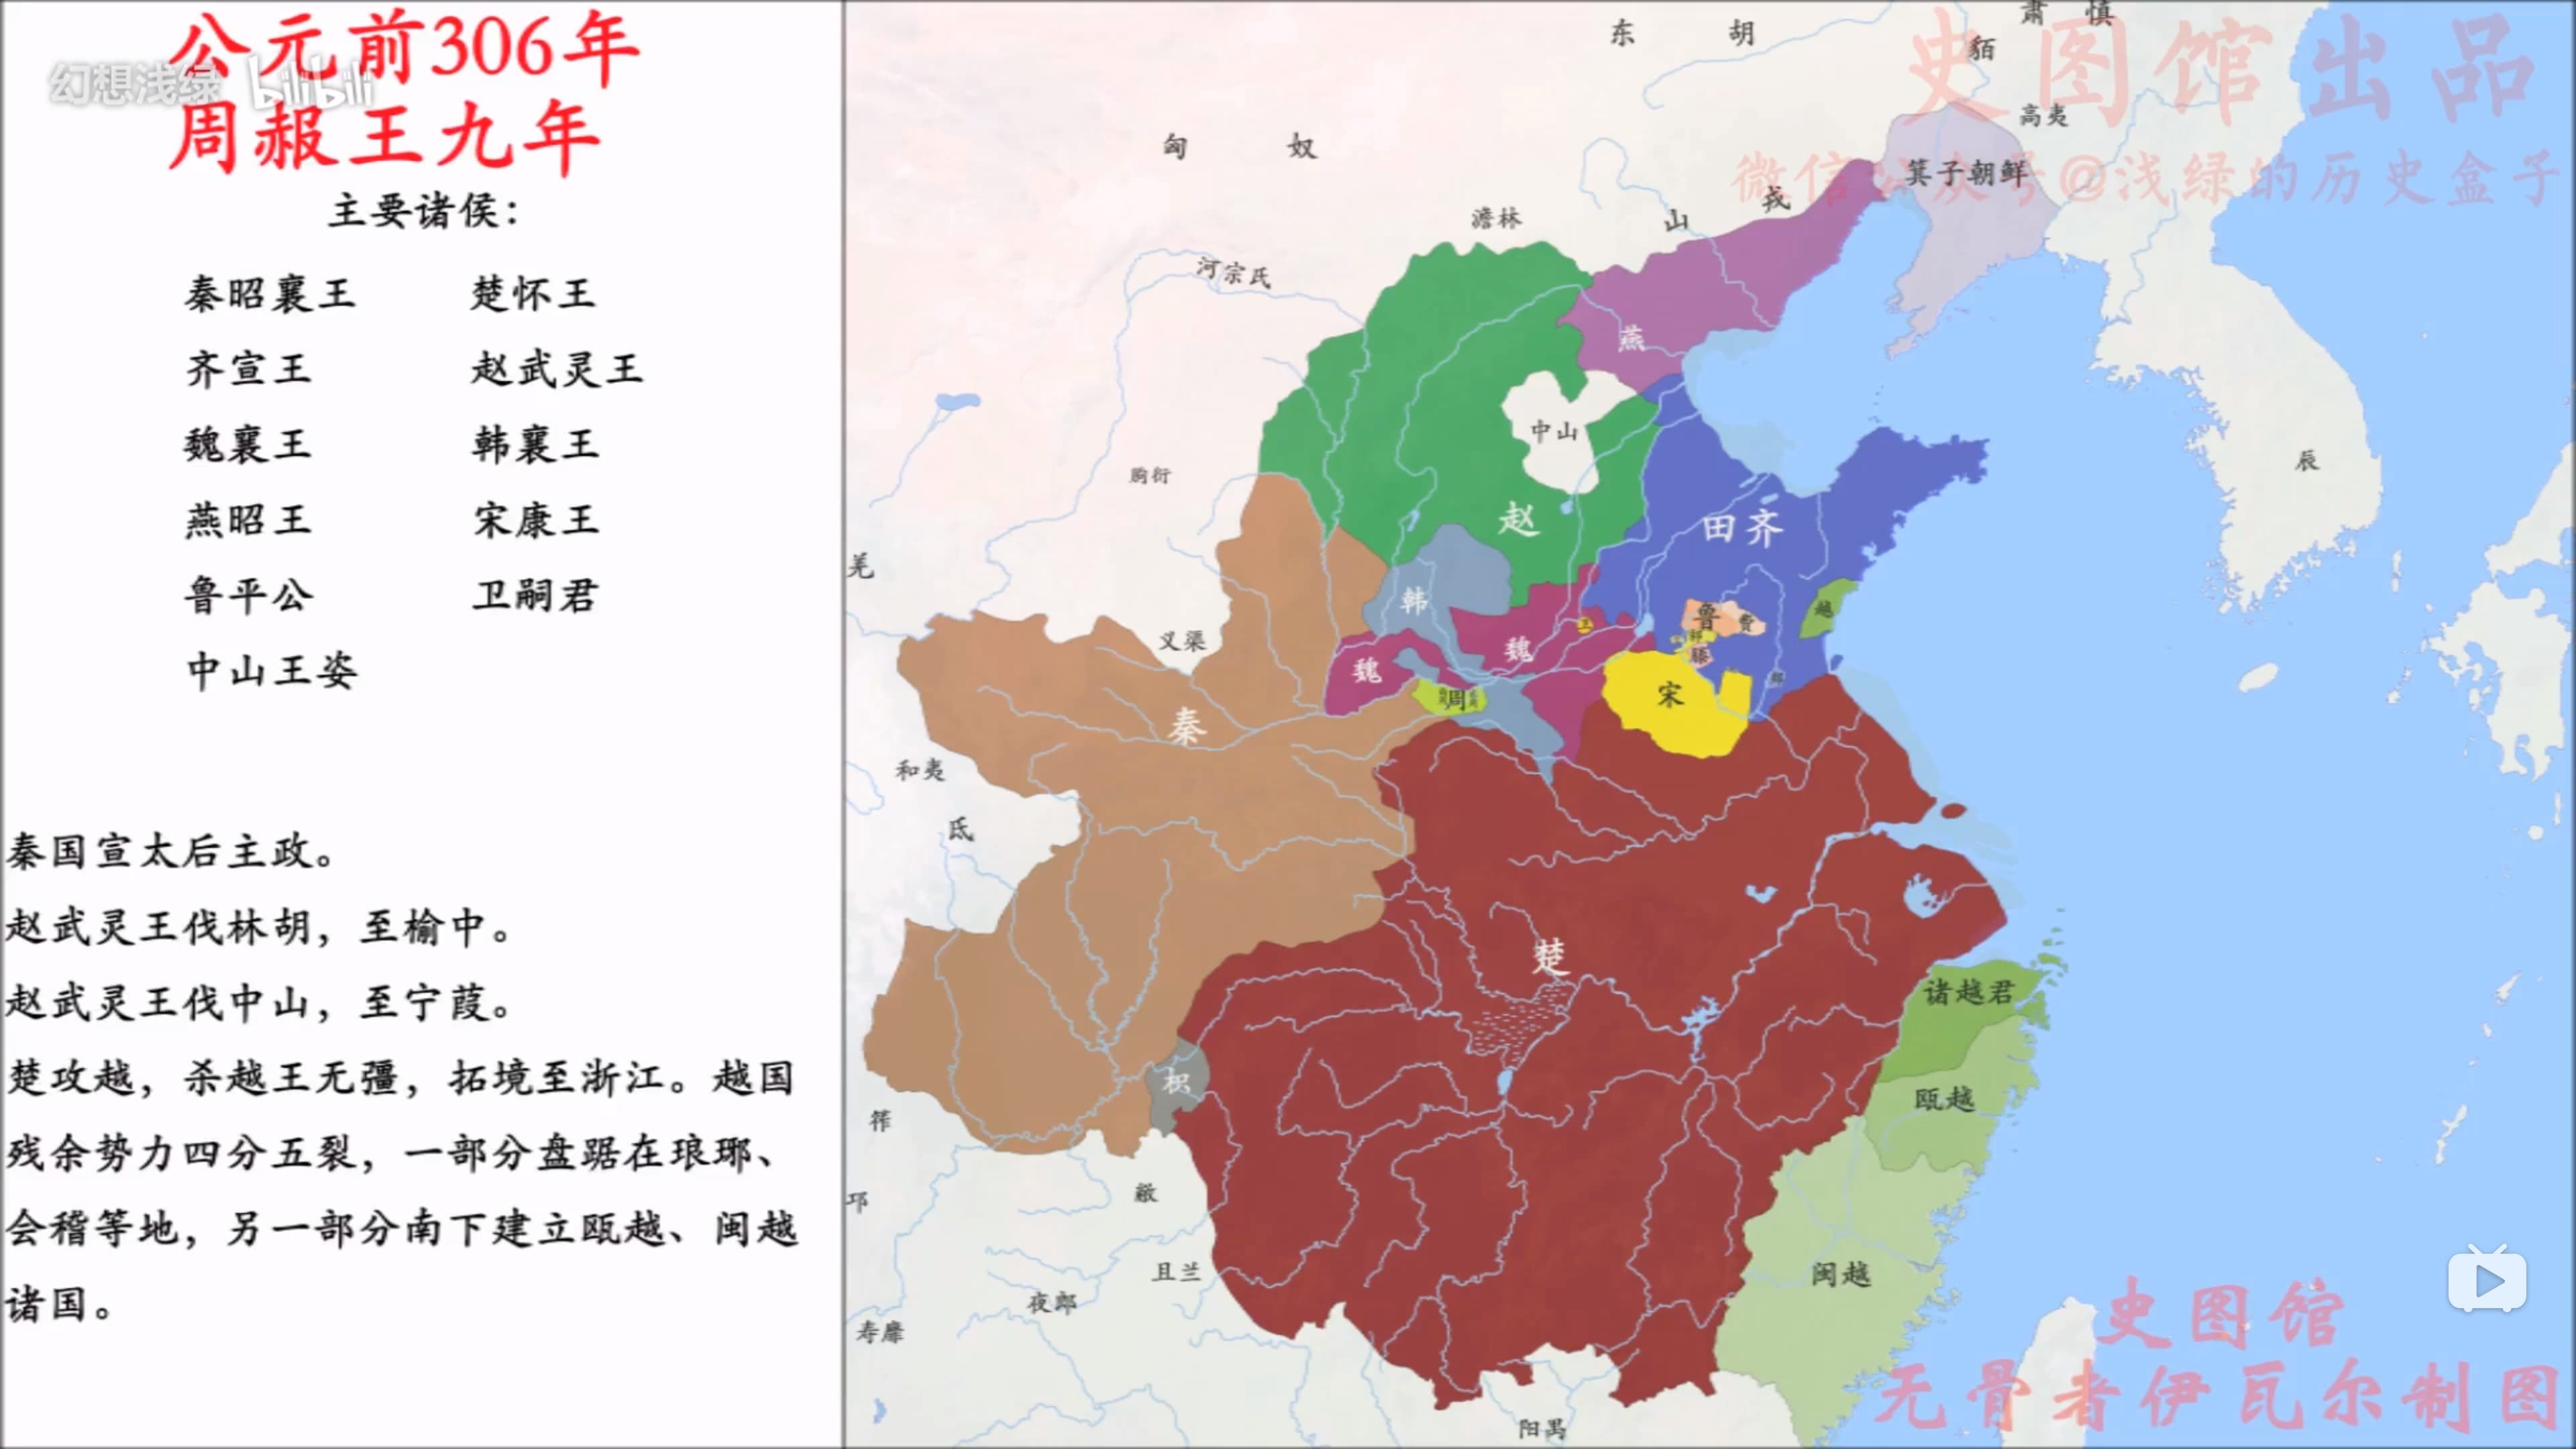 公元前306年
幻想浅绿 bilibili
周赧王九年
主要诸侯：
秦昭襄王 楚怀王
齐宣王 赵武灵王
魏襄王 韩襄王
燕昭王 宋康王
鲁平公 卫嗣君
中山王姿
秦国宣太后主政。
赵武灵王伐林胡，至榆中。
赵武灵王伐中山，至宁葭。
楚攻越，杀越王无彊，拓境至浙江。越国
残余势力四分五裂，一部分盘踞在琅琊、
会稽等地，另一部分南下建立瓯越、闽越
诸国。
史图馆出品
微信公众号@浅绿的历史盒子
肃慎
东胡
貊
高夷
匈奴
箕子朝鲜
山戎
澹林
河宗氏
燕
中山
朐衍
辰
赵
田齐
羌
韩
鲁
费
越
卫
邹
滕
义渠
魏
魏
郯
宋
周
秦
和夷
氐
楚
诸越君
枳
瓯越
筰
邛
鳖
且兰
闽越
夜郎
寿靡
阳禺
史图馆
无骨者伊瓦尔制图